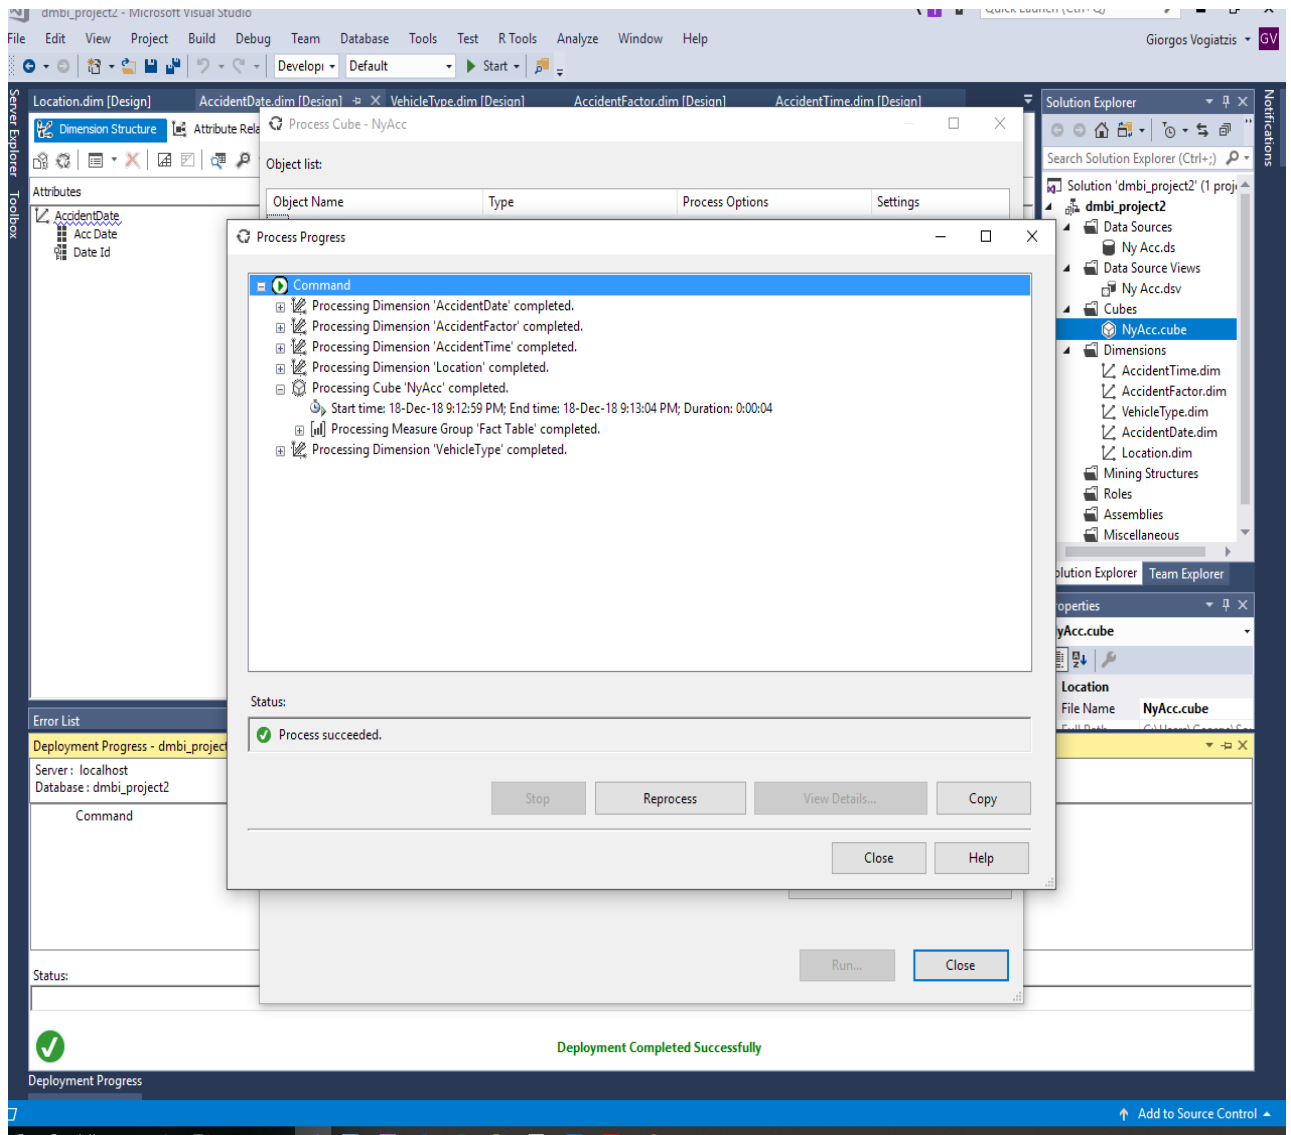 dmbi_project2 - Microsoft Visual Studio
File Edit View Project Build Debug Team Database Tools Test R Tools Analyze Window Help
Giorgos Vogiatzis GV
Default Start
Server Explorer
Toolbox
Location.dim [Design] AccidentDate.dim [Design] VehicleType.dim [Design] AccidentFactor.dim [Design] AccidentTime.dim [Design]
Dimension Structure
Attributes
AccidentDate
Acc Date
Date Id
Process Cube - NyAcc
Object list:
Object Name Type Process Options Settings
Process Progress
Command
Processing Dimension 'AccidentDate' completed.
Processing Dimension 'AccidentFactor' completed.
Processing Dimension 'AccidentTime' completed.
Processing Dimension 'Location' completed.
Processing Cube 'NyAcc' completed.
Start time: 18-Dec-18 9:12:59 PM; End time: 18-Dec-18 9:13:04 PM; Duration: 0:00:04
Processing Measure Group 'Fact Table' completed.
Processing Dimension 'VehicleType' completed.
Status:
Process succeeded.
Stop Reprocess View Details... Copy
Close Help
Run... Close
Solution Explorer
Search Solution Explorer (Ctrl+;)
Solution 'dmbi_project2' (1 proj
dmbi_project2
Data Sources
Ny Acc.ds
Data Source Views
Ny Acc.dsv
Cubes
NyAcc.cube
Dimensions
AccidentTime.dim
AccidentFactor.dim
VehicleType.dim
AccidentDate.dim
Location.dim
Mining Structures
Roles
Assemblies
Miscellaneous
olution Explorer Team Explorer
operties
yAcc.cube
Location
File Name NyAcc.cube
Notifications
Error List
Deployment Progress - dmbi_project
Server : localhost
Database : dmbi_project2
Command
Status:
Deployment Completed Successfully
Deployment Progress
Add to Source Control